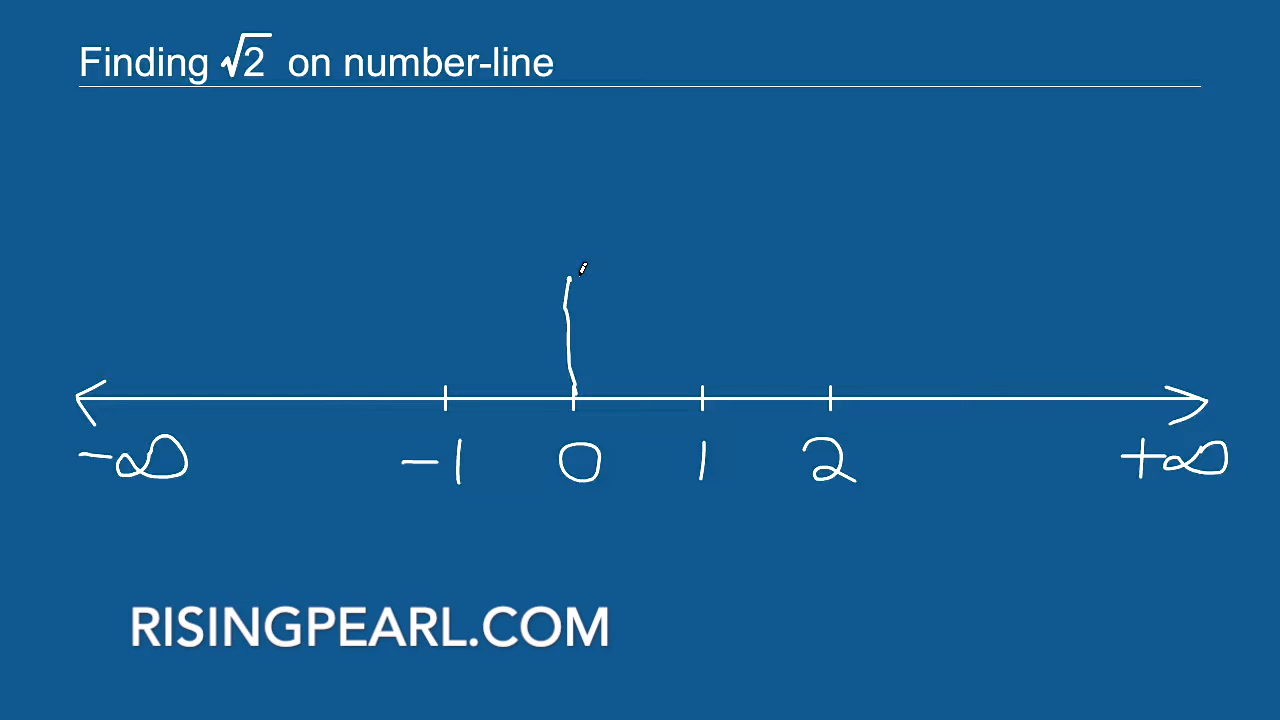 Finding √2 on number-line
-∞ -1 0 1 2 +∞
RISINGPEARL.COM